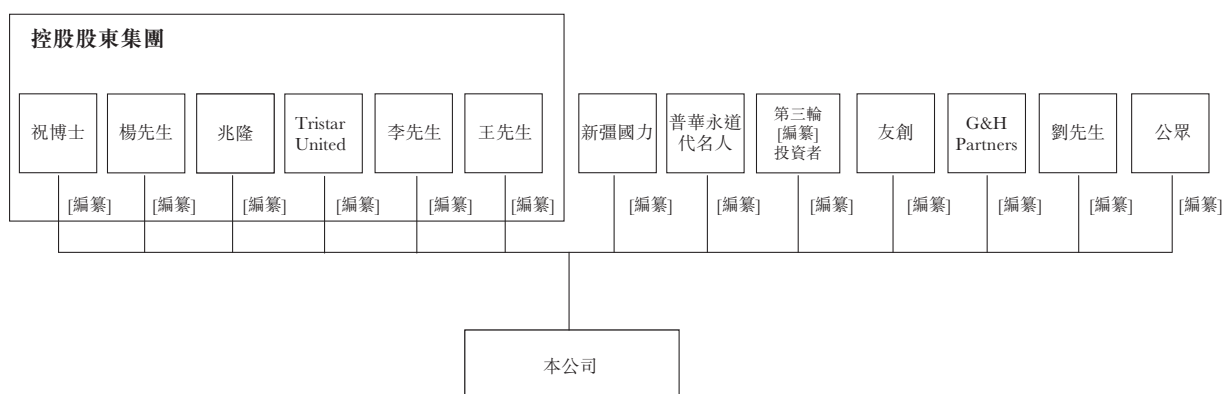 控股股東集團
祝博士
楊先生
兆隆
Tristar
United
李先生
王先生
新疆國力
普華永道
代名人
第三輪
[編纂]
投資者
友創
G&H
Partners
劉先生
公眾
[編纂]
[編纂]
[編纂]
[編纂]
[編纂]
[編纂]
[編纂]
[編纂]
[編纂]
[編纂]
[編纂]
[編纂]
[編纂]
本公司